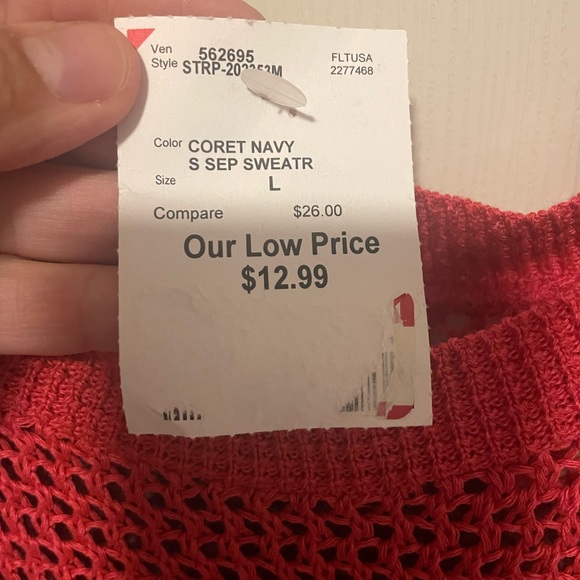 Ven 562695 FLTUSA
Style 2277468
Color CORET NAVY
S SEP SWEATR
Size L
Compare $26.00
Our Low Price
$12.99